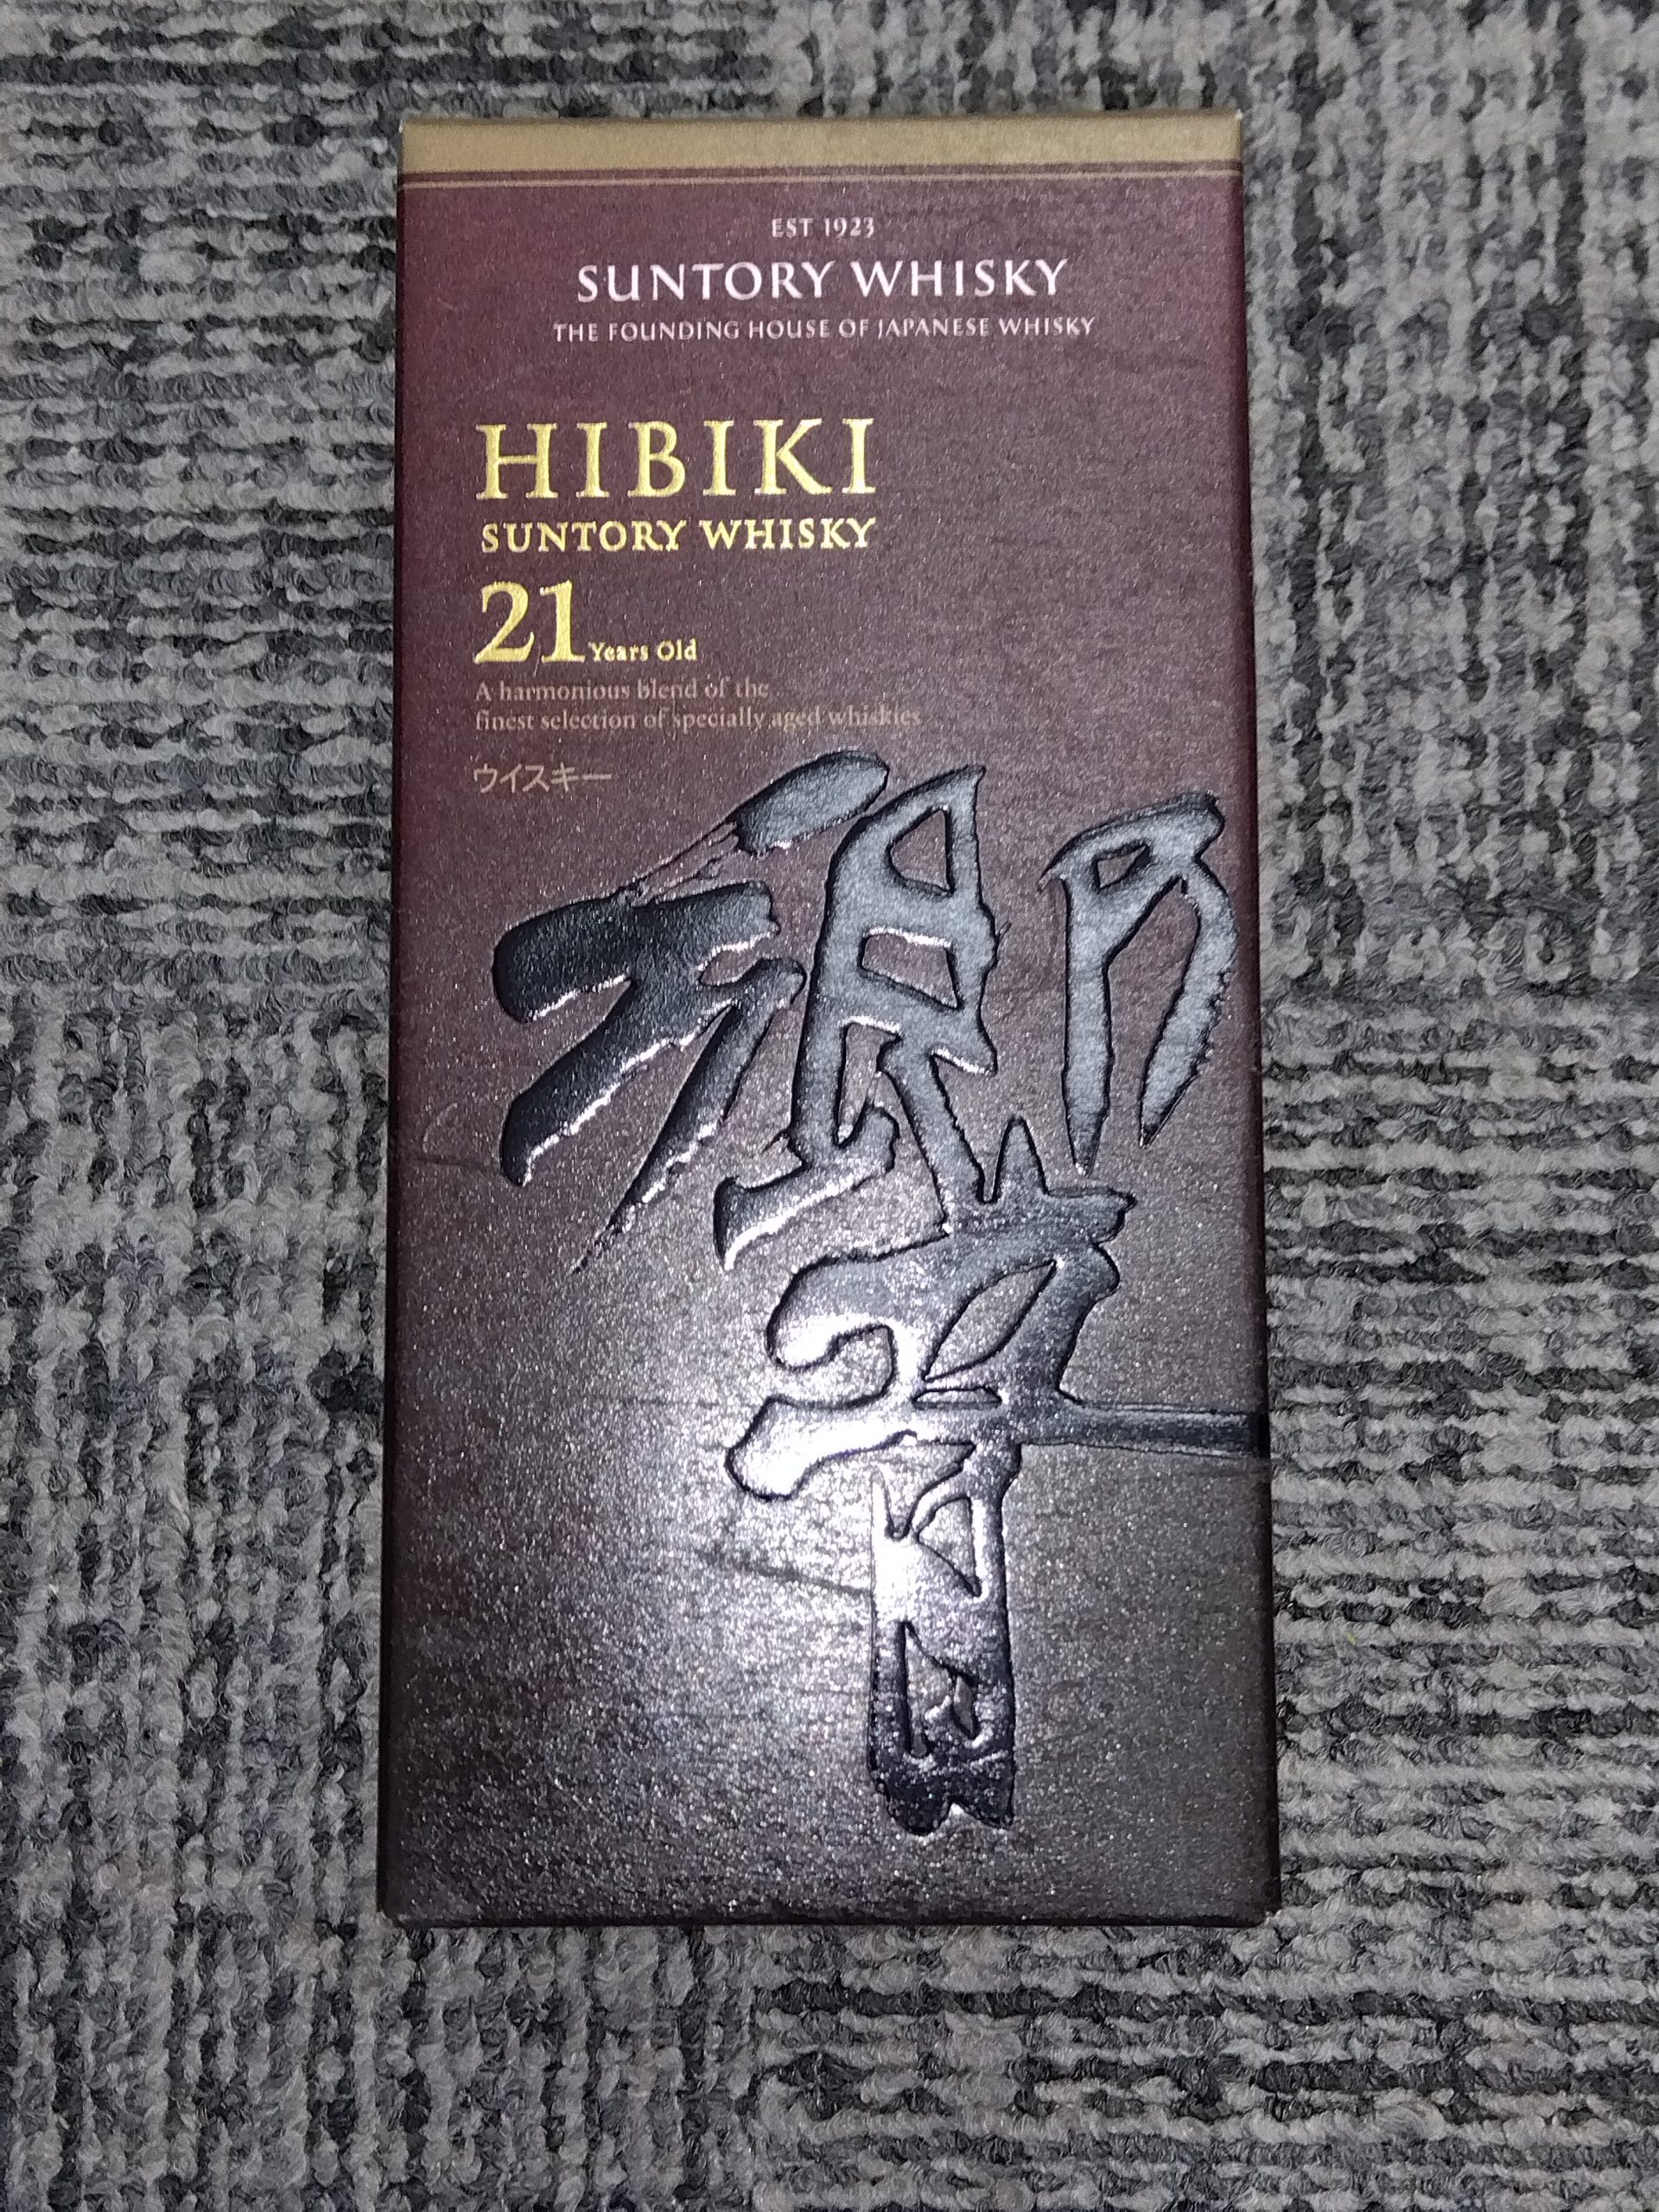 EST 1923
SUNTORY WHISKY
THE FOUNDING HOUSE OF JAPANESE WHISKY
HIBIKI
SUNTORY WHISKY
21 Years Old
A harmonious blend of the
finest selection of specially aged whiskies
ウイスキー
響